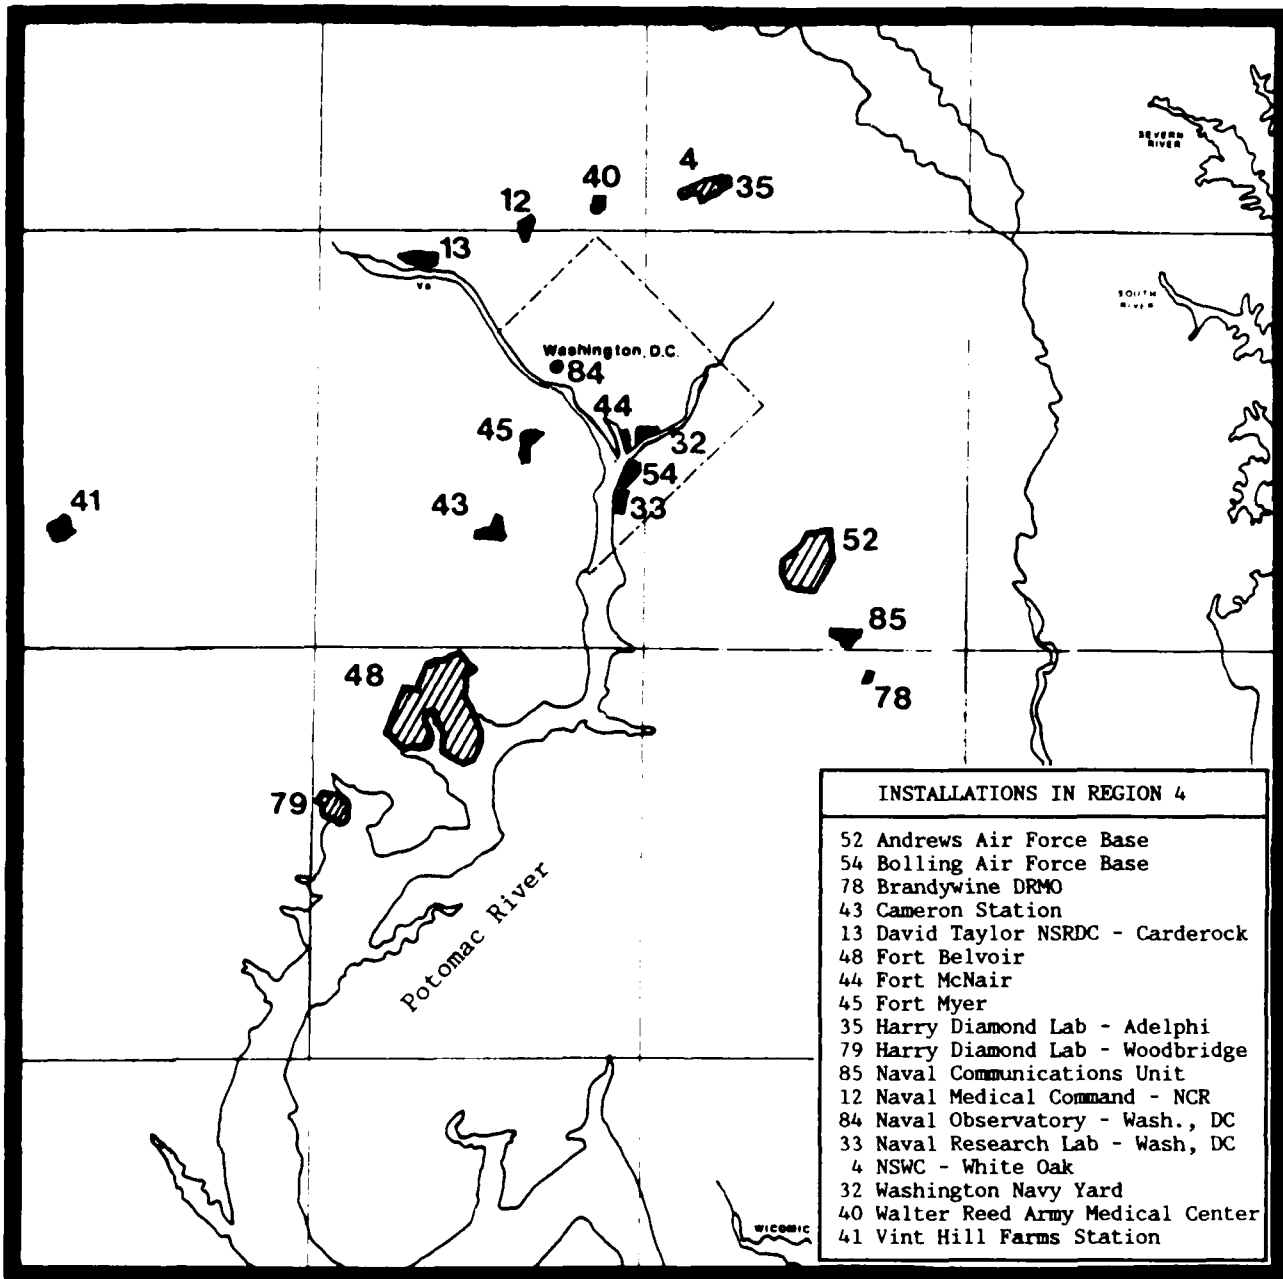 SEVERN
RIVER
4
40
35
12
13
Va
SOUTH
RIVER
Washington, D.C.
84
44
45
32
54
41
43
33
52
85
48
78
79
Potomac River
WICOMIC
INSTALLATIONS IN REGION 4
52 Andrews Air Force Base
54 Bolling Air Force Base
78 Brandywine DRMO
43 Cameron Station
13 David Taylor NSRDC - Carderock
48 Fort Belvoir
44 Fort McNair
45 Fort Myer
35 Harry Diamond Lab - Adelphi
79 Harry Diamond Lab - Woodbridge
85 Naval Communications Unit
12 Naval Medical Command - NCR
84 Naval Observatory - Wash., DC
33 Naval Research Lab - Wash, DC
4 NSWC - White Oak
32 Washington Navy Yard
40 Walter Reed Army Medical Center
41 Vint Hill Farms Station